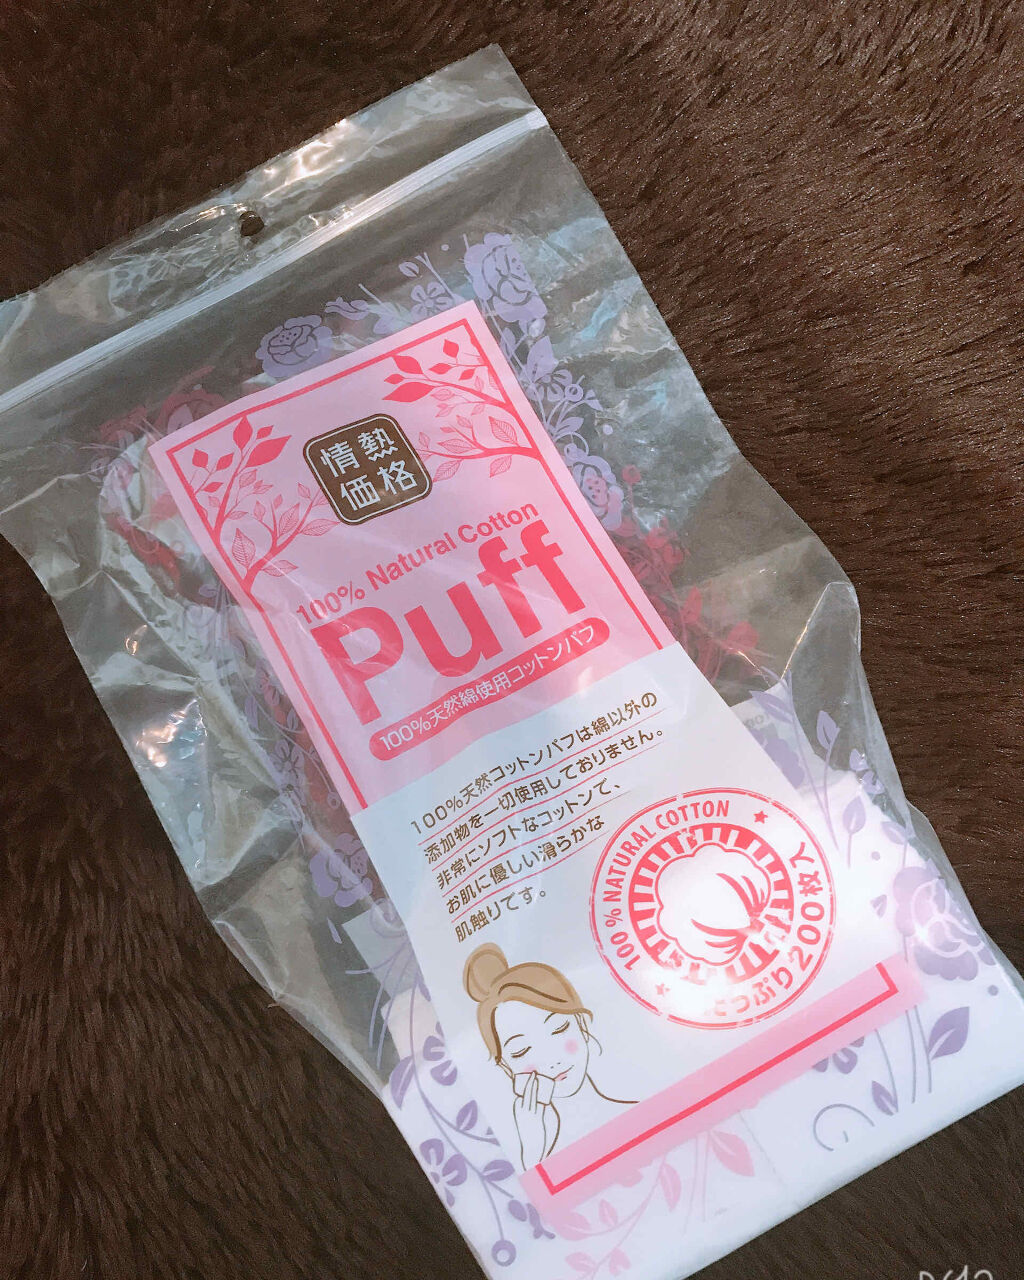 情熱
価格
100% Natural Cotton
Puff
100%天然綿使用コットンパフ
100%天然コットンパフは綿以外の
添加物を一切使用しておりません。
非常にソフトなコットンで、
お肌に優しい滑らかな
肌触りです。
100% NATURAL COTTON
たっぷり200枚入